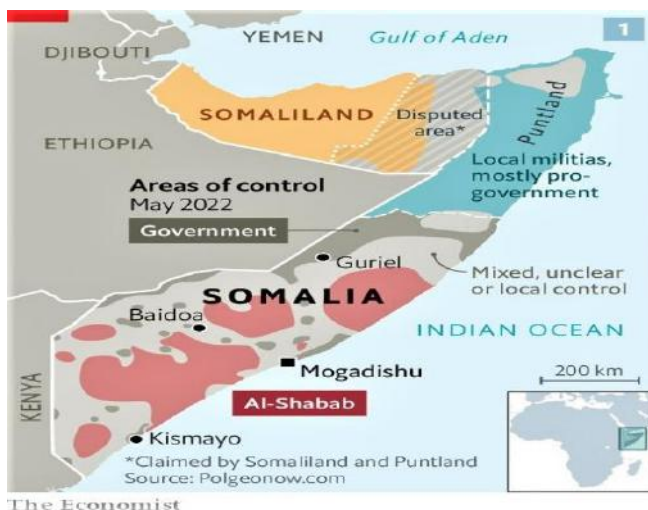 YEMEN
Gulf of Aden
1
DJIBOUTI
SOMALILAND
Disputed
area*
Puntland
ETHIOPIA
Local militias,
mostly pro-
government
Areas of control
May 2022
Government
Guriel
Mixed, unclear
or local control
SOMALIA
Baidoa
INDIAN OCEAN
Mogadishu
200 km
KENYA
Al-Shabab
Kismayo
*Claimed by Somaliland and Puntland
Source: Polgeonow.com
The Economist